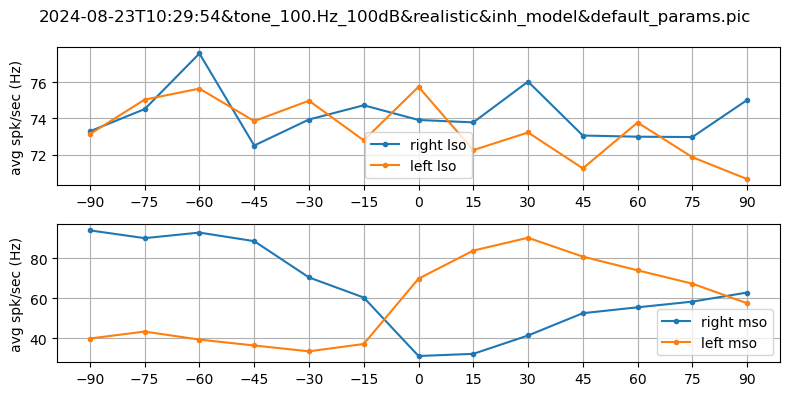 2024-08-23T10:29:54&tone_100.Hz_100dB&realistic&inh_model&default_params.pic
avg spk/sec (Hz)
76
74
72
right lso
left lso
−90 −75 −60 −45 −30 −15 0 15 30 45 60 75 90
avg spk/sec (Hz)
80
60
40
right mso
left mso
−90 −75 −60 −45 −30 −15 0 15 30 45 60 75 90